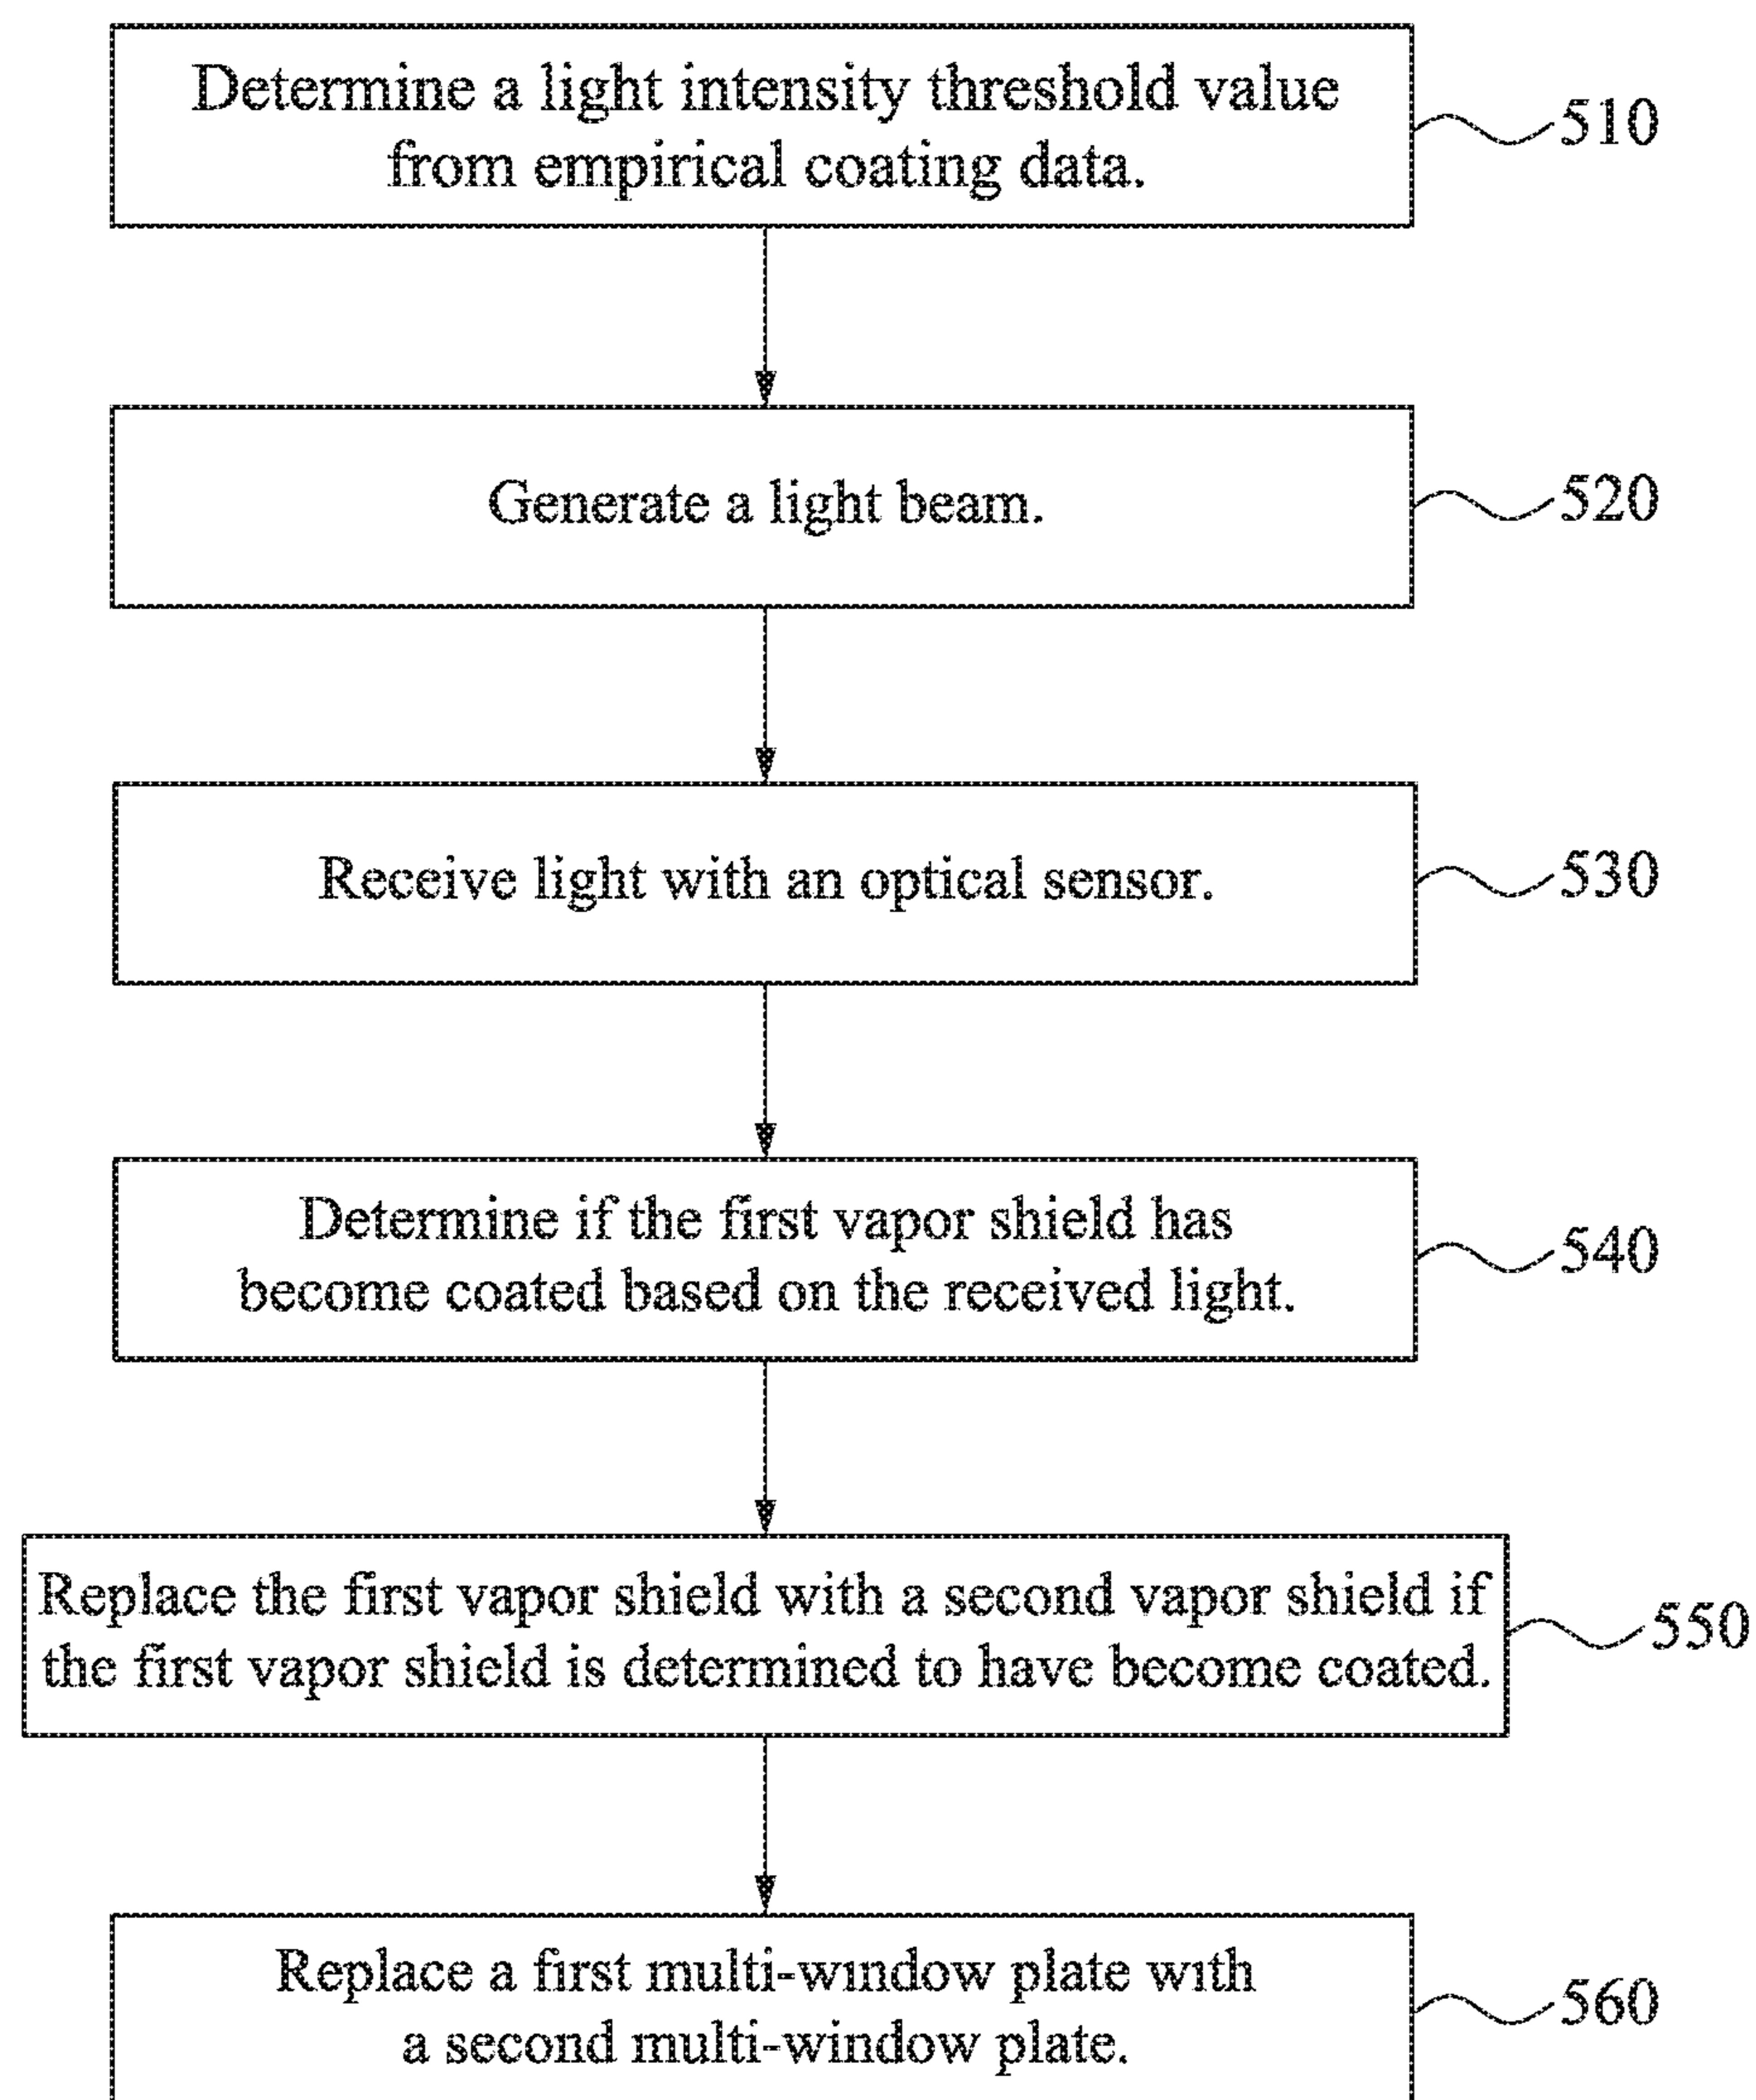 Determine a light intensity threshold value
from empirical coating data.
510
Generate a light beam.
520
Receive light with an optical sensor.
530
Determine if the first vapor shield has
become coated based on the received light.
540
Replace the first vapor shield with a second vapor shield if
the first vapor shield is determined to have become coated.
550
Replace a first multi-window plate with
a second multi-window plate.
560